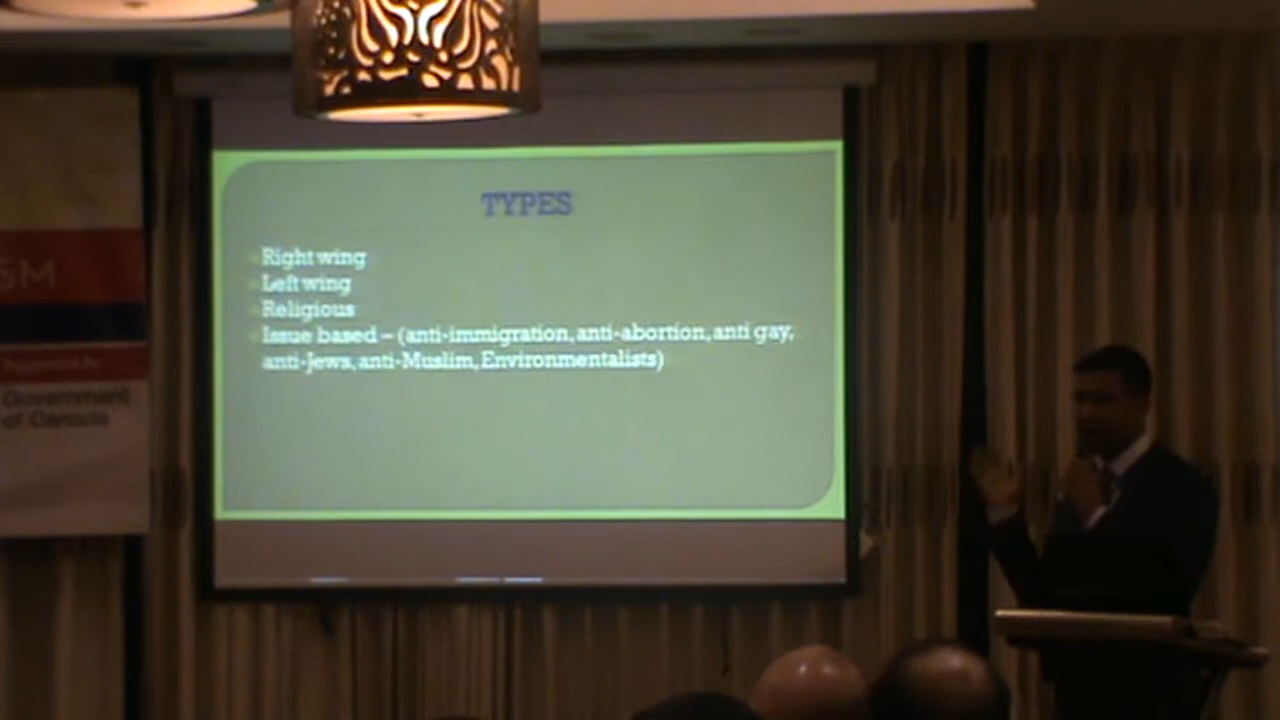 TYPES
Right wing
Left wing
Religious
Issue based – (anti-immigration, anti-abortion, anti gay,
anti-Jews, anti-Muslim, Environmentalists)
SM
Government
of Canada